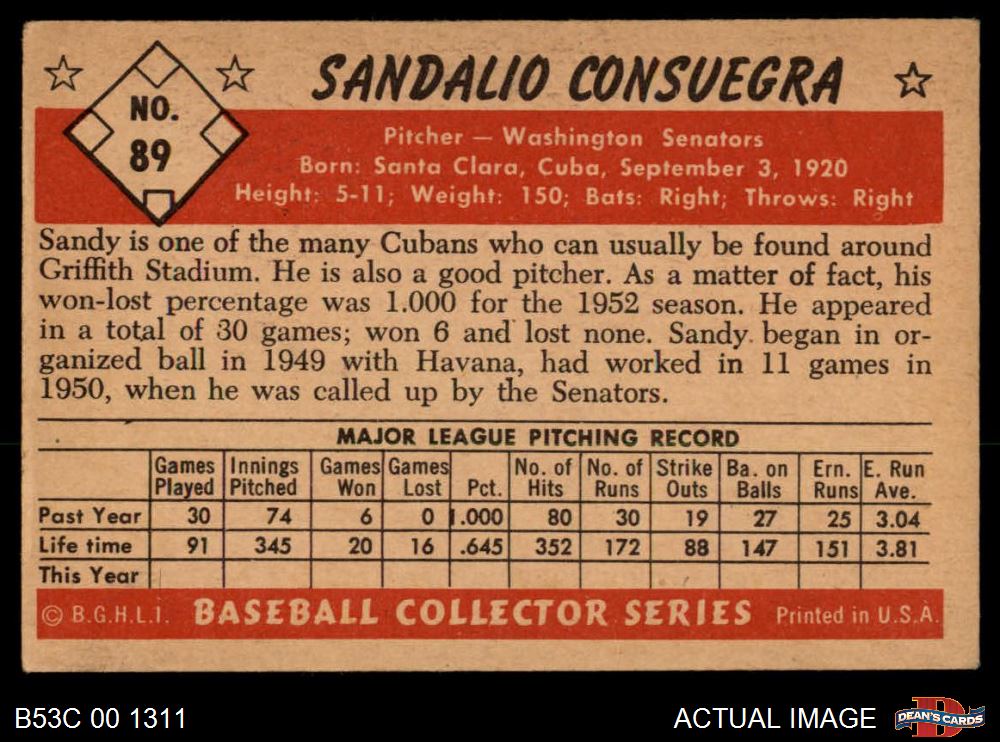 SANDALIO CONSUEGRA
NO.
89
Pitcher — Washington Senators
Born: Santa Clara, Cuba, September 3, 1920
Height: 5-11; Weight: 150; Bats: Right; Throws: Right
Sandy is one of the many Cubans who can usually be found around
Griffith Stadium. He is also a good pitcher. As a matter of fact, his
won-lost percentage was 1.000 for the 1952 season. He appeared
in a total of 30 games; won 6 and lost none. Sandy began in or-
ganized ball in 1949 with Havana, had worked in 11 games in
1950, when he was called up by the Senators.
MAJOR LEAGUE PITCHING RECORD
Games Innings Games Games No. of No. of Strike Ba. on Ern. E. Run
Played Pitched Won Lost Pct. Hits Runs Outs Balls Runs Ave.
Past Year 30 74 6 0 1.000 80 30 19 27 25 3.04
Life time 91 345 20 16 .645 352 172 88 147 151 3.81
This Year
© B.G.H.L.I. BASEBALL COLLECTOR SERIES Printed in U.S.A.
B53C 00 1311 ACTUAL IMAGE DEAN'S CARDS